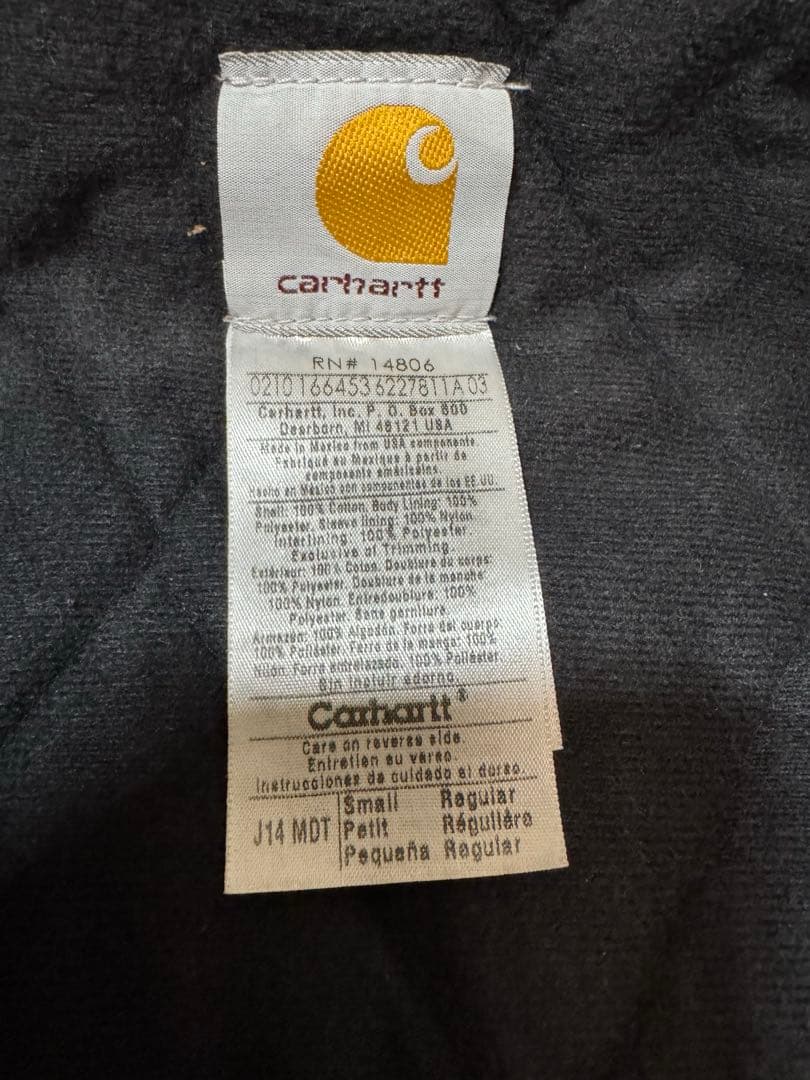 carhartt
RN# 14806
0210 1664536227811A 03
Carhartt, Inc. P. O. Box 600
Dearborn, MI 48121 USA
Made in Mexico from USA components.
Fabriqué au Mexique à partir de
composants américains.
Hecho en México con componentes de los EE.UU.
Shell: 100% Cotton. Body Lining: 100%
Polyester. Sleeve lining: 100% Nylon
Interlining: 100% Polyester.
Exclusive of Trimming.
Extérieur: 100% Coton. Doublure du corps:
100% Polyester. Doublure de la manche:
100% Nylon. Entredoublure: 100%
Polyester. Sans garniture.
Armazon: 100% Algodón. Forro del cuerpo:
100% Poliéster. Forro de la manga: 100%
Nilón. Forro entrelazado: 100% Poliéster
Sin incluir adorno.
Carhartt®
Care on reverse side.
Entretien au verso.
Instrucciones de cuidado al dorso.
J14 MDT
Small Regular
Petit Régulière
Pequeña Regular